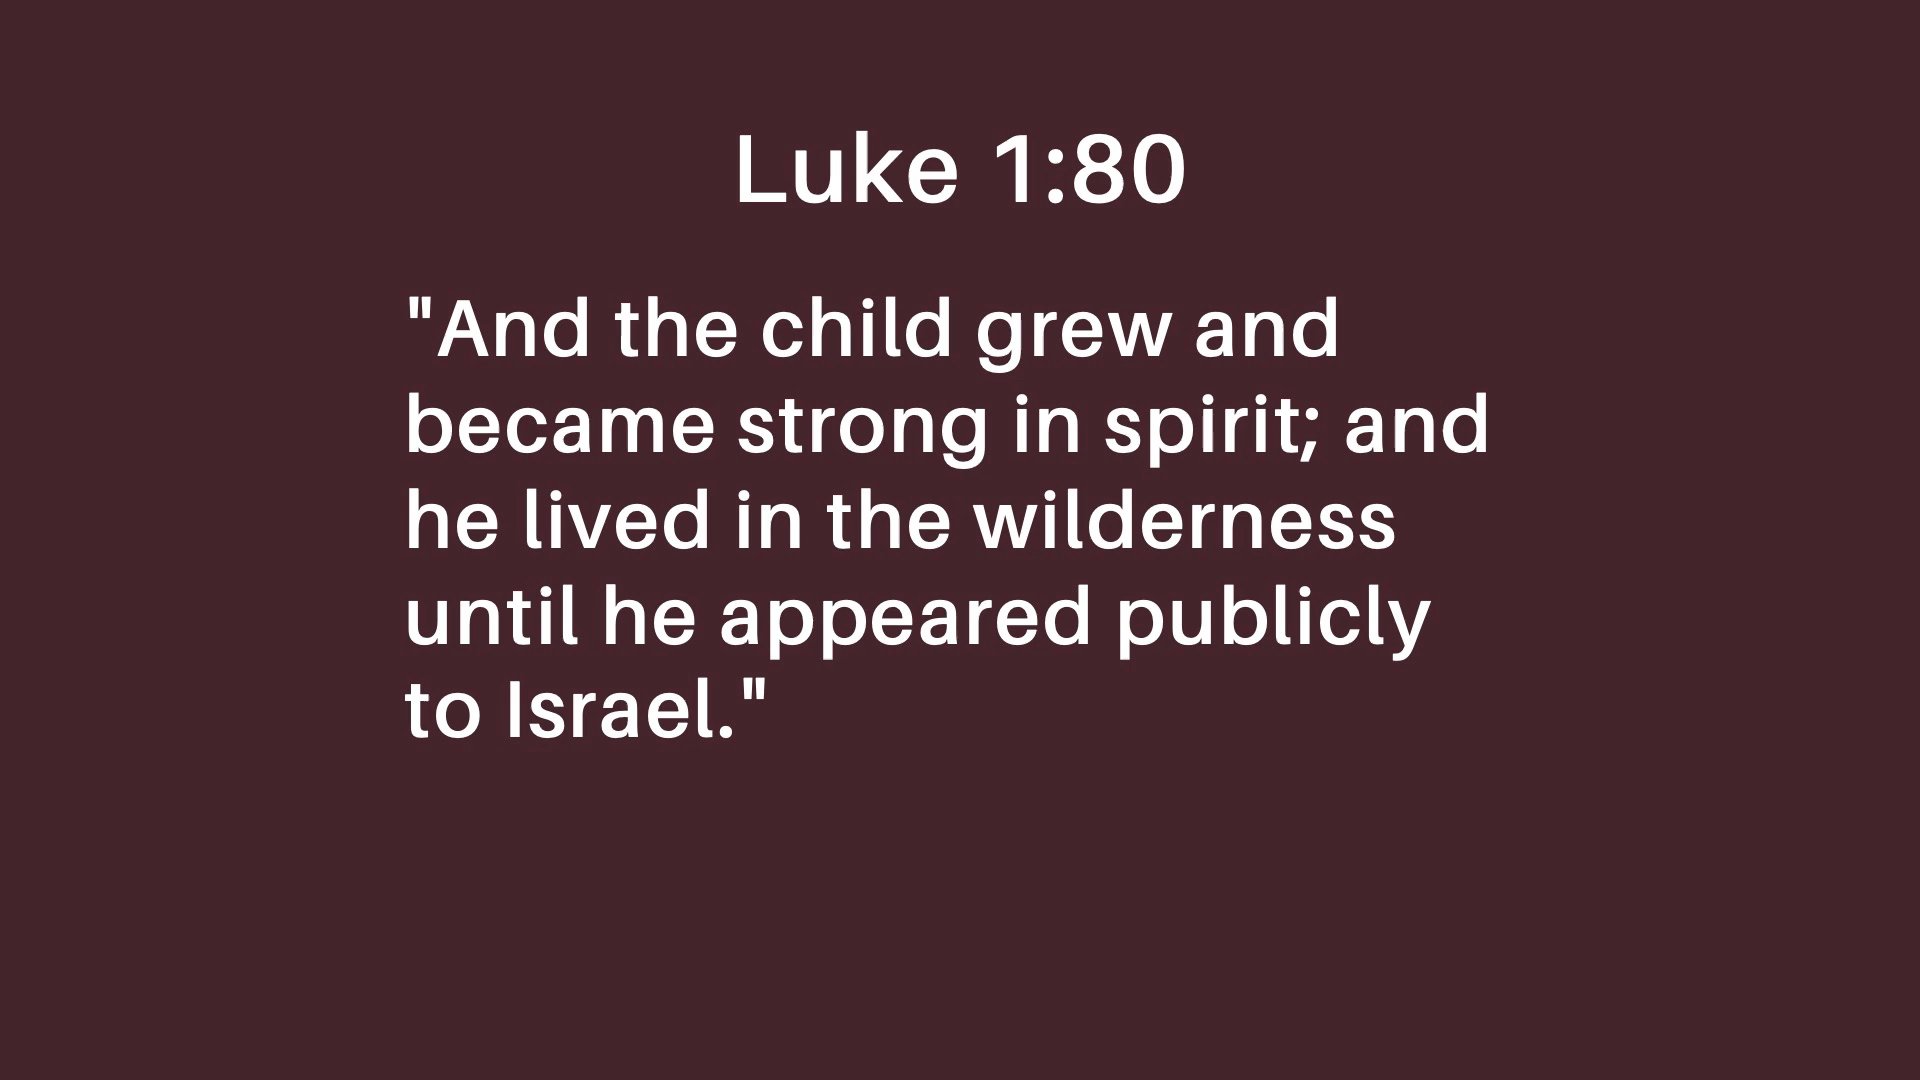 Luke 1:80
"And the child grew and
became strong in spirit; and
he lived in the wilderness
until he appeared publicly
to Israel."